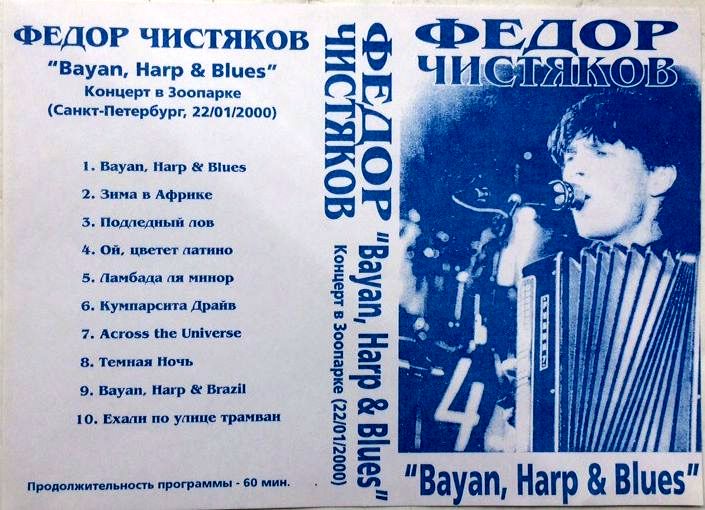 ФЕДОР ЧИСТЯКОВ
“Bayan, Harp & Blues”
Концерт в Зоопарке
(Санкт-Петербург, 22/01/2000)
1. Bayan, Harp & Blues
2. Зима в Африке
3. Подледный лов
4. Ой, цветет латино
5. Ламбада ля минор
6. Кумпарсита Драйв
7. Across the Universe
8. Темная Ночь
9. Bayan, Harp & Brazil
10. Ехали по улице трамваи
Продолжительность программы - 60 мин.
ФЕДОР
ЧИСТЯКОВ
“Bayan, Harp & Blues”
Концерт в Зоопарке (22/01/2000)
ФЕДОР
ЧИСТЯКОВ
4
“Bayan, Harp & Blues”